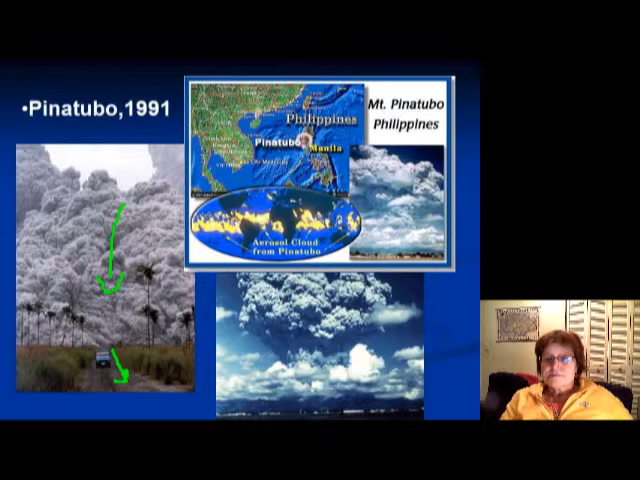 •Pinatubo,1991
Mt. Pinatubo
Philippines
Philippines
Pinatubo
Manila
Aerosol Cloud
from Pinatubo